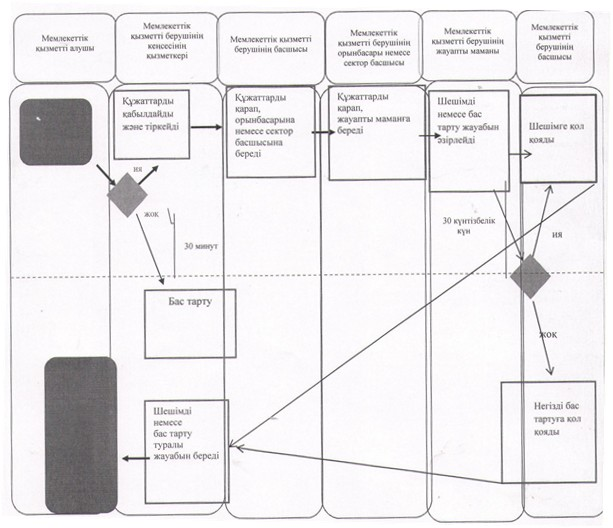 Мемлекеттік
қызметті алушы
Мемлекеттік
қызметті берушінің
кеңсесінің
қызметкері
Мемлекеттік қызметті
берушінің басшысы
Мемлекеттік
қызметті берушінің
орынбасары немесе
сектор басшысы
Мемлекеттік
қызметті берушінің
жауапты маманы
Мемлекеттік
қызметті
берушінің
басшысы
Құжаттарды
қабылдайды
және тіркейді
Құжаттарды
қарап,
орынбасарына
немесе сектор
басшысына
береді
Құжаттарды
қарап,
жауапты маманға
береді
Шешімді
немесе бас
тарту жауабын
әзірлейді
Шешімге қол
қояды
ия
жоқ
30 минут
30 күнтізбелік
күн
ия
жоқ
Бас тарту
Шешімді
немесе
бас тарту
туралы
жауабын береді
Негізді бас
тартуға қол
қояды